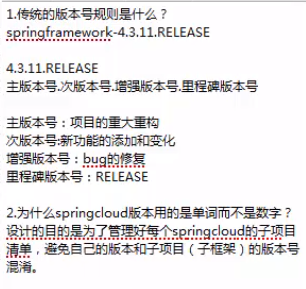 1.传统的版本号规则是什么？
springframework-4.3.11.RELEASE
4.3.11.RELEASE
主版本号.次版本号.增强版本号.里程碑版本号
主版本号：项目的重大重构
次版本号:新功能的添加和变化
增强版本号：bug的修复
里程碑版本号：RELEASE
2.为什么springcloud版本用的是单词而不是数字？
设计的目的是为了管理好每个springcloud的子项目
清单，避免自己的版本和子项目（子框架）的版本号
混淆。